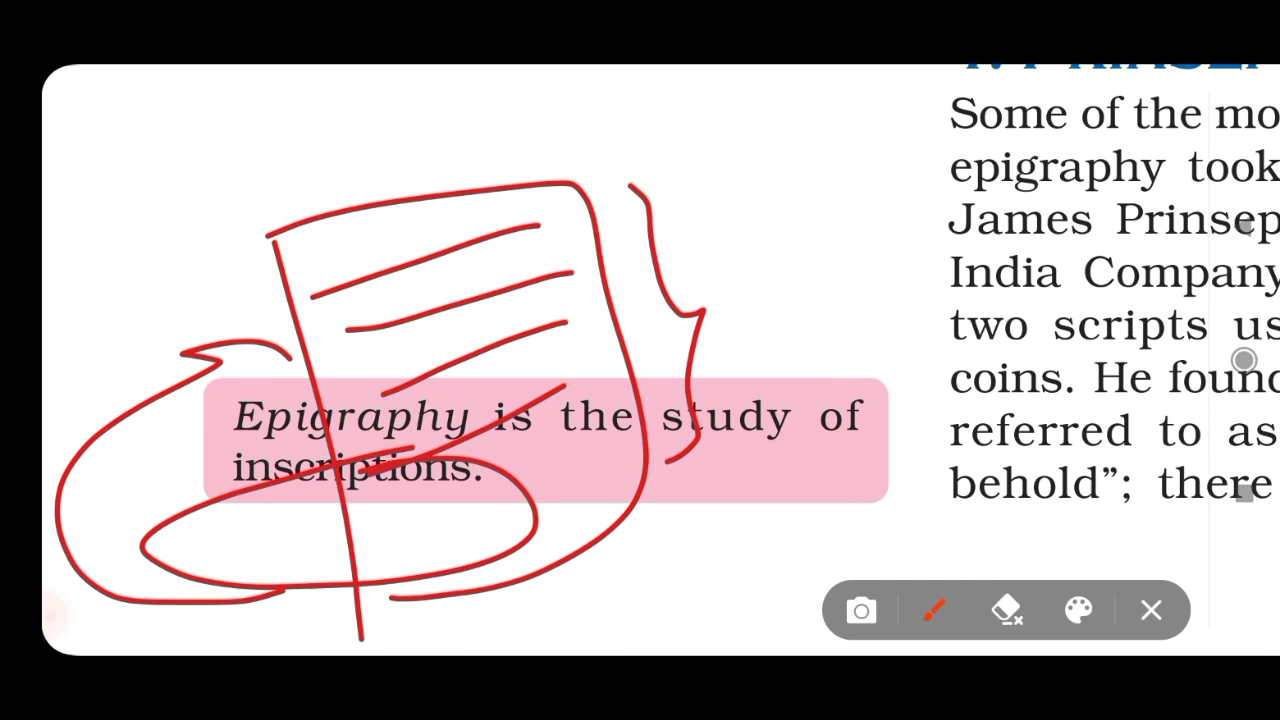 Epigraphy is the study of
inscriptions.
Some of the mo
epigraphy took
James Prinsep
India Company
two scripts us
coins. He found
referred to as
behold”; there